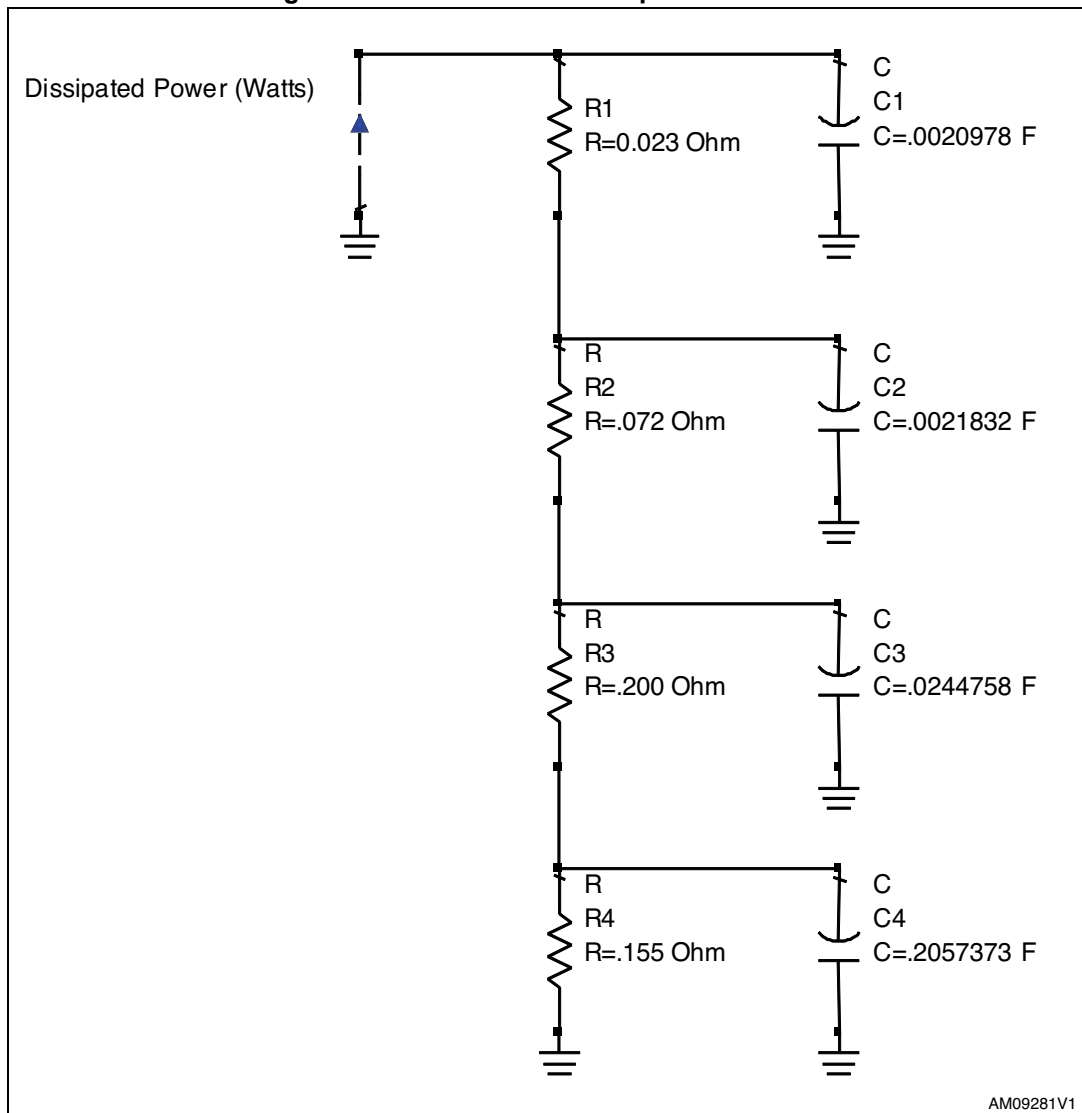 Dissipated Power (Watts)
R1
R=0.023 Ohm
C
C1
C=.0020978 F
R
R2
R=.072 Ohm
C
C2
C=.0021832 F
R
R3
R=.200 Ohm
C
C3
C=.0244758 F
R
R4
R=.155 Ohm
C
C4
C=.2057373 F
AM09281V1